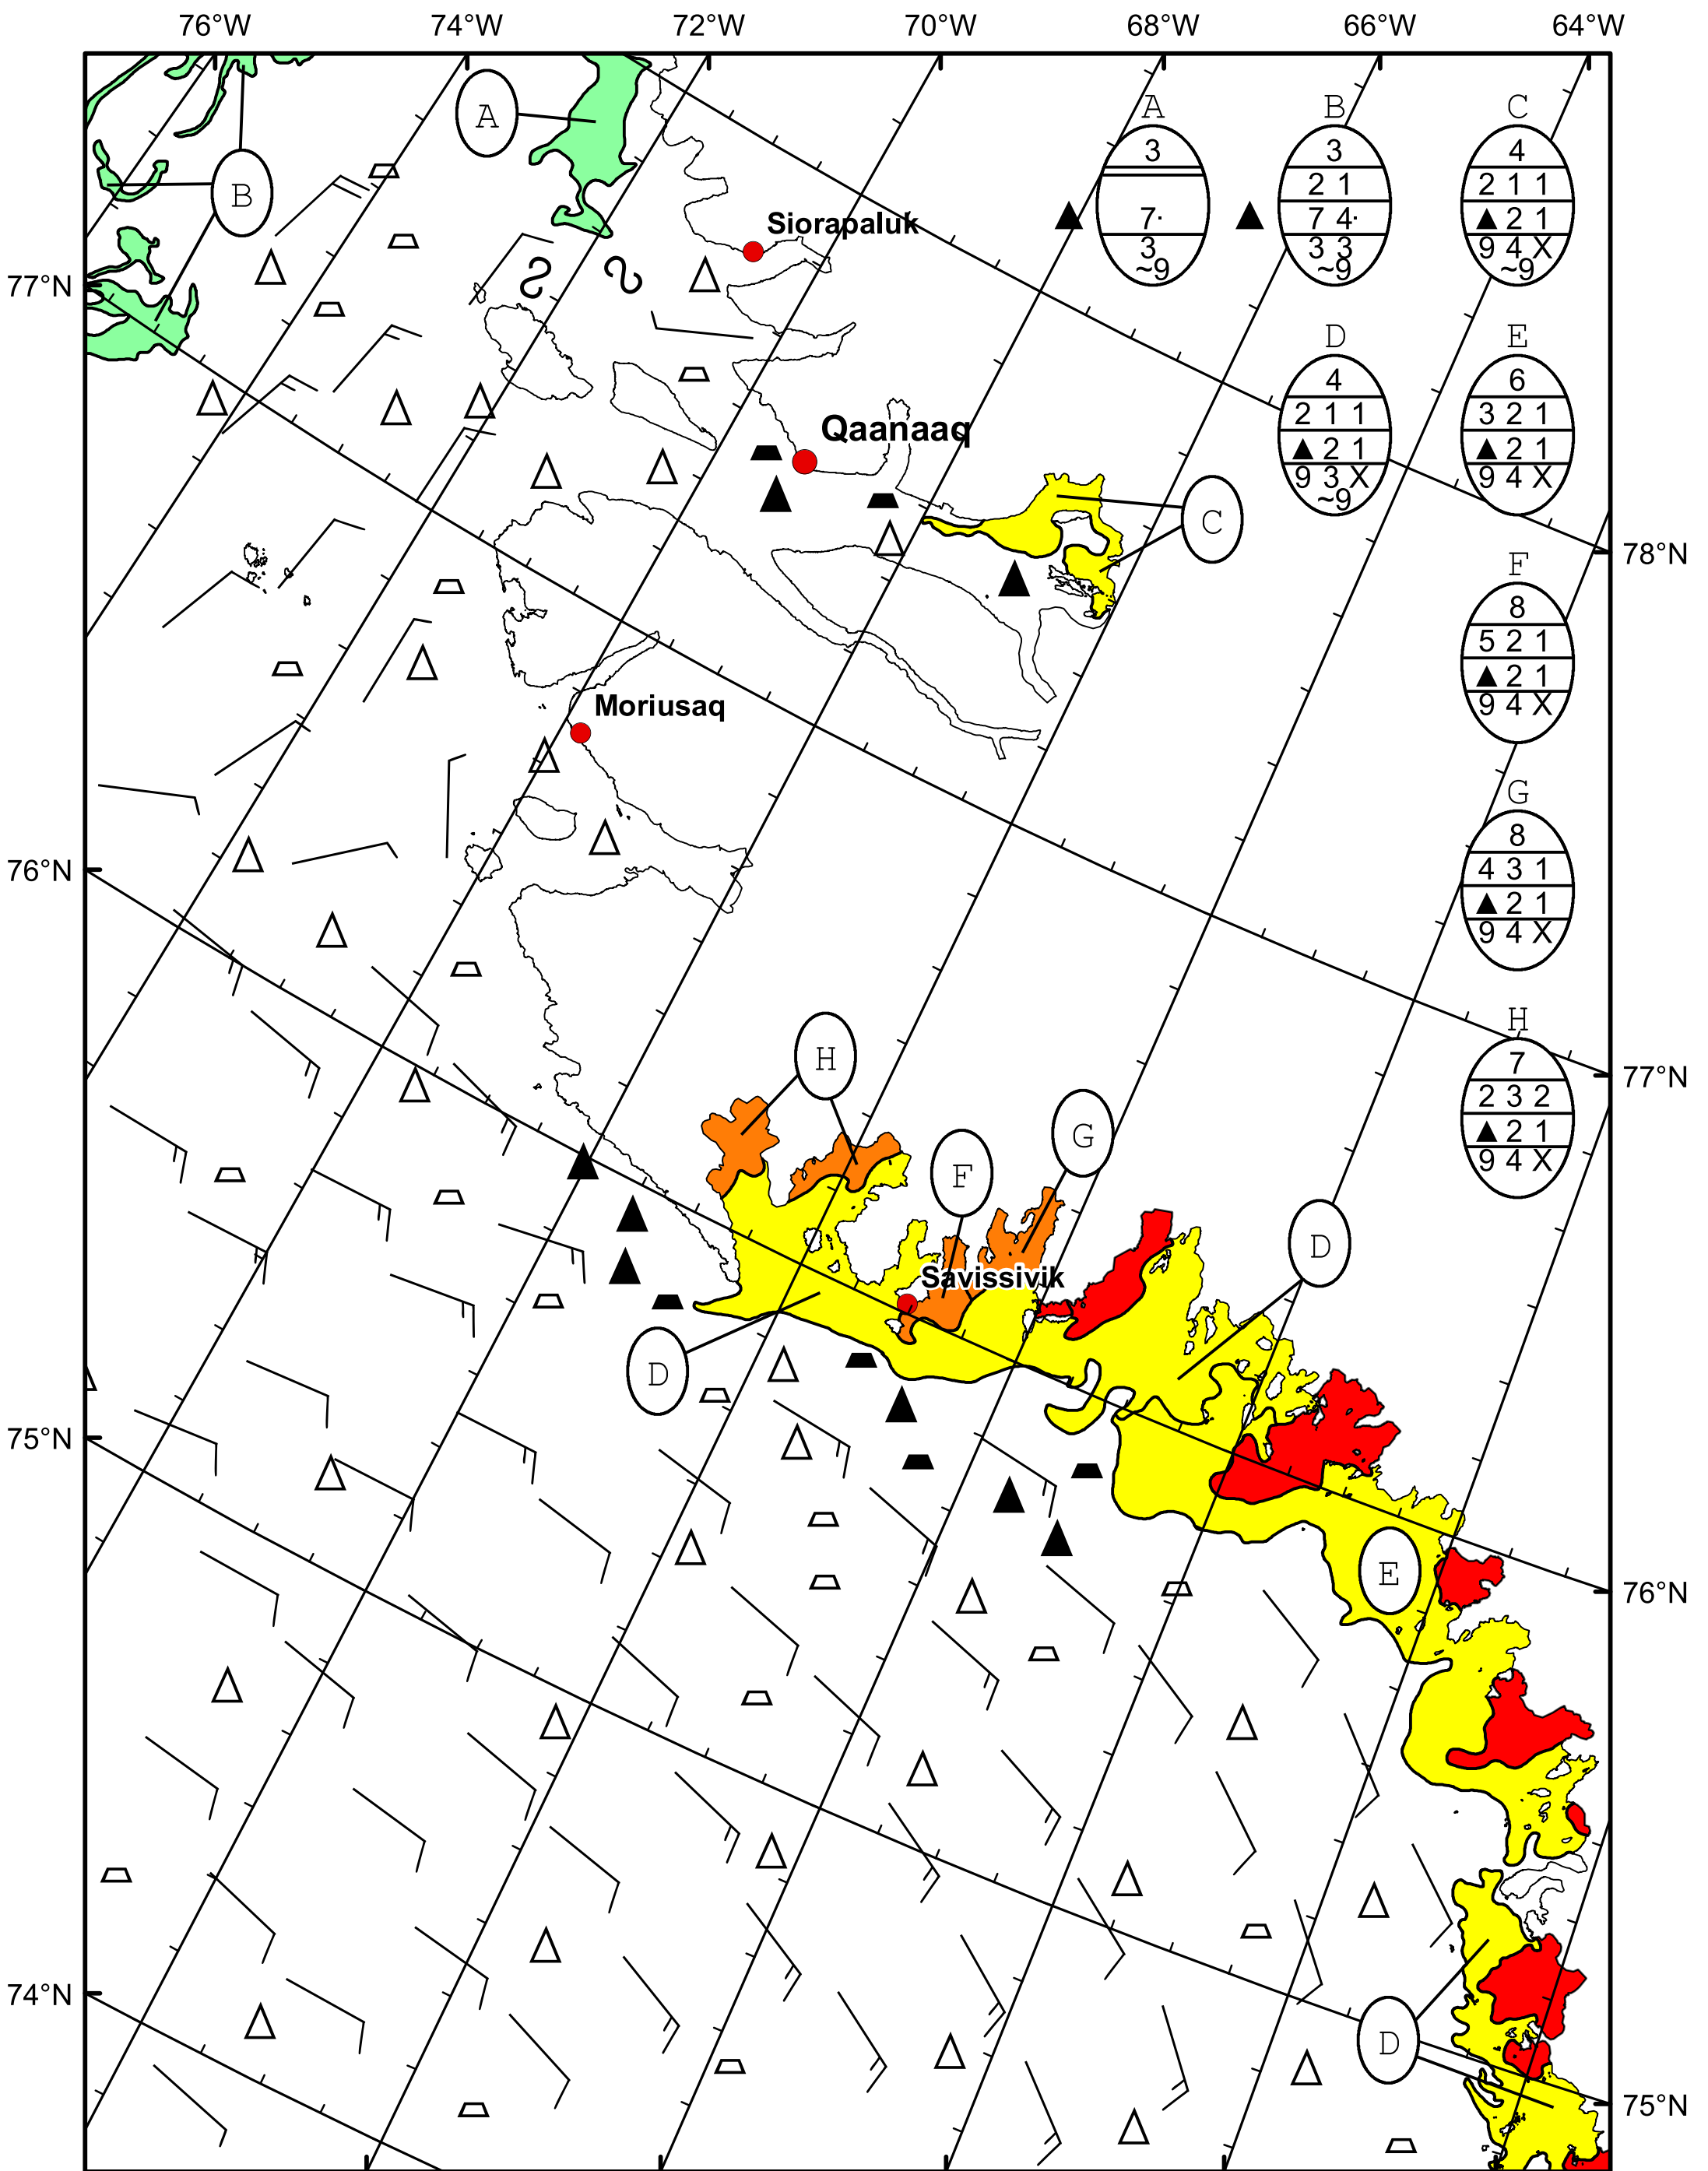 76°W 74°W 72°W 70°W 68°W 66°W 64°W
A B C
A
3
7·
3
~9
3
2 1
7 4·
3 3
~9
4
2 1 1
▲ 2 1
9 4 X
~9
B
Siorapaluk
77°N
D E
4
2 1 1
▲ 2 1
9 3 X
~9
6
3 2 1
▲ 2 1
9 4 X
Qaanaaq
C
78°N
F
8
5 2 1
▲ 2 1
9 4 X
Moriusaq
G
8
4 3 1
▲ 2 1
9 4 X
76°N
H
7
2 3 2
▲ 2 1
9 4 X
H
77°N
G
F
D
Savissivik
D
75°N
E
76°N
74°N
D
75°N